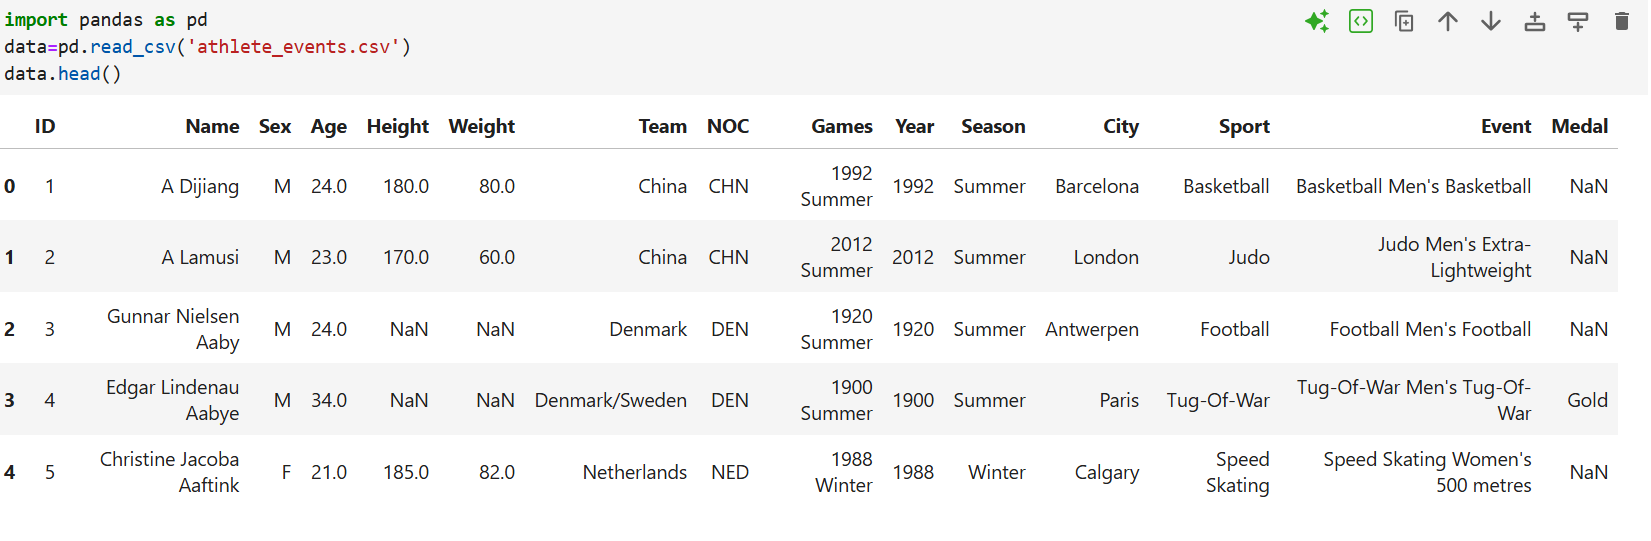 import pandas as pd
data=pd.read_csv('athlete_events.csv')
data.head()
ID Name Sex Age Height Weight Team NOC Games Year Season City Sport Event Medal
0 1 A Dijiang M 24.0 180.0 80.0 China CHN 1992 Summer 1992 Summer Barcelona Basketball Basketball Men's Basketball NaN
1 2 A Lamusi M 23.0 170.0 60.0 China CHN 2012 Summer 2012 Summer London Judo Judo Men's Extra-Lightweight NaN
2 3 Gunnar Nielsen Aaby M 24.0 NaN NaN Denmark DEN 1920 Summer 1920 Summer Antwerpen Football Football Men's Football NaN
3 4 Edgar Lindenau Aabye M 34.0 NaN NaN Denmark/Sweden DEN 1900 Summer 1900 Summer Paris Tug-Of-War Tug-Of-War Men's Tug-Of-War Gold
4 5 Christine Jacoba Aaftink F 21.0 185.0 82.0 Netherlands NED 1988 Winter 1988 Winter Calgary Speed Skating Speed Skating Women's 500 metres NaN